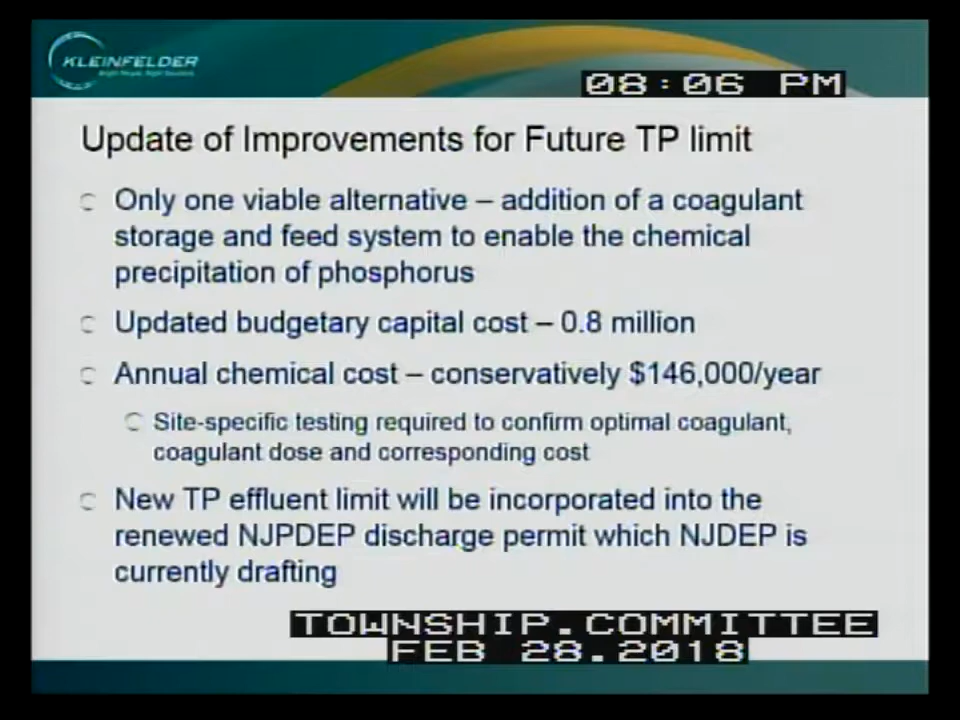 KLEINFELDER
Bright People. Right Solutions.
08:06 PM
Update of Improvements for Future TP limit
Only one viable alternative – addition of a coagulant
storage and feed system to enable the chemical
precipitation of phosphorus
Updated budgetary capital cost – 0.8 million
Annual chemical cost – conservatively $146,000/year
Site-specific testing required to confirm optimal coagulant,
coagulant dose and corresponding cost
New TP effluent limit will be incorporated into the
renewed NJPDEP discharge permit which NJDEP is
currently drafting
TOWNSHIP.COMMITTEE
FEB 28.2018